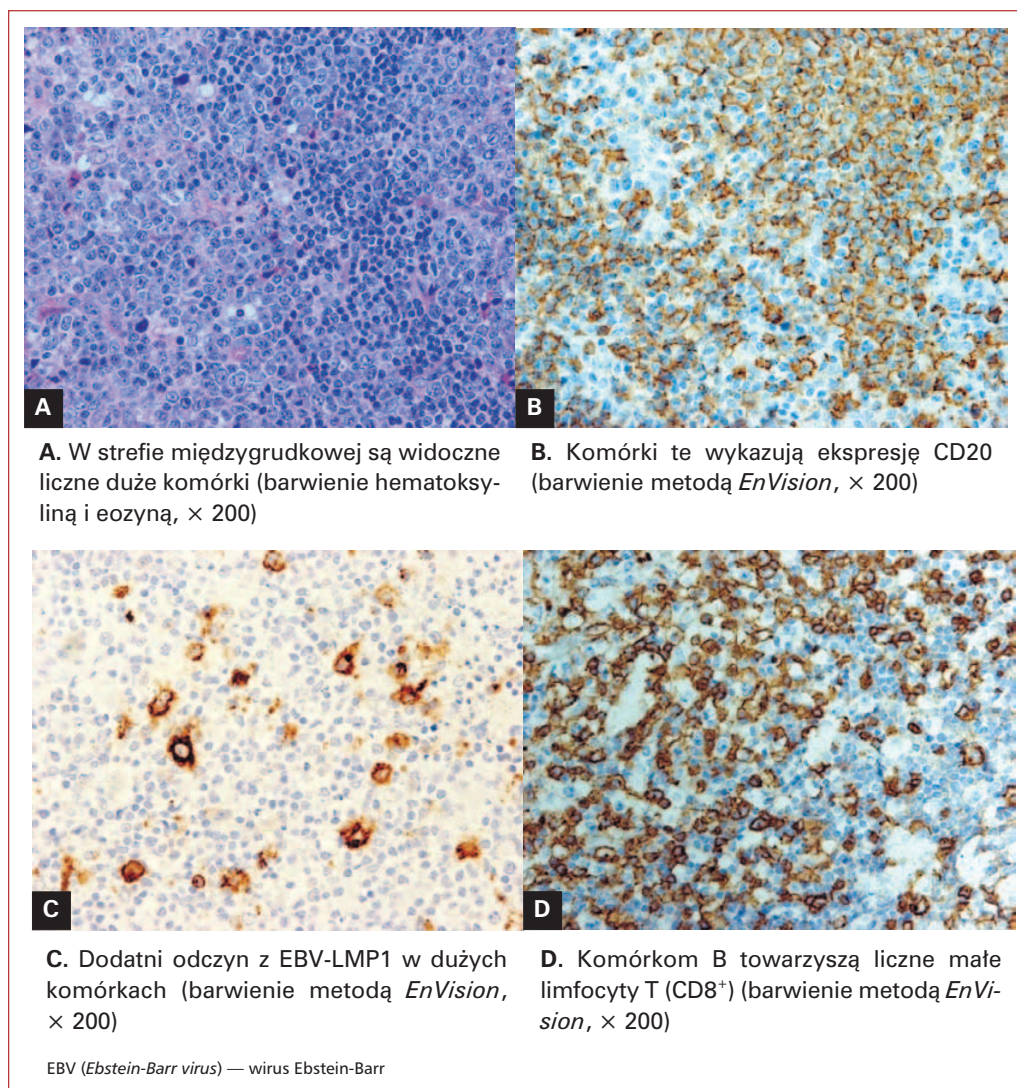 A
B
A. W strefie międzygrudkowej są widoczne
liczne duże komórki (barwienie hematoksy-
liną i eozyną, × 200)
B. Komórki te wykazują ekspresję CD20
(barwienie metodą EnVision, × 200)
C
D
C. Dodatni odczyn z EBV-LMP1 w dużych
komórkach (barwienie metodą EnVision,
× 200)
D. Komórkom B towarzyszą liczne małe
limfocyty T (CD8⁺) (barwienie metodą EnVi-
sion, × 200)
EBV (Ebstein-Barr virus) — wirus Ebstein-Barr